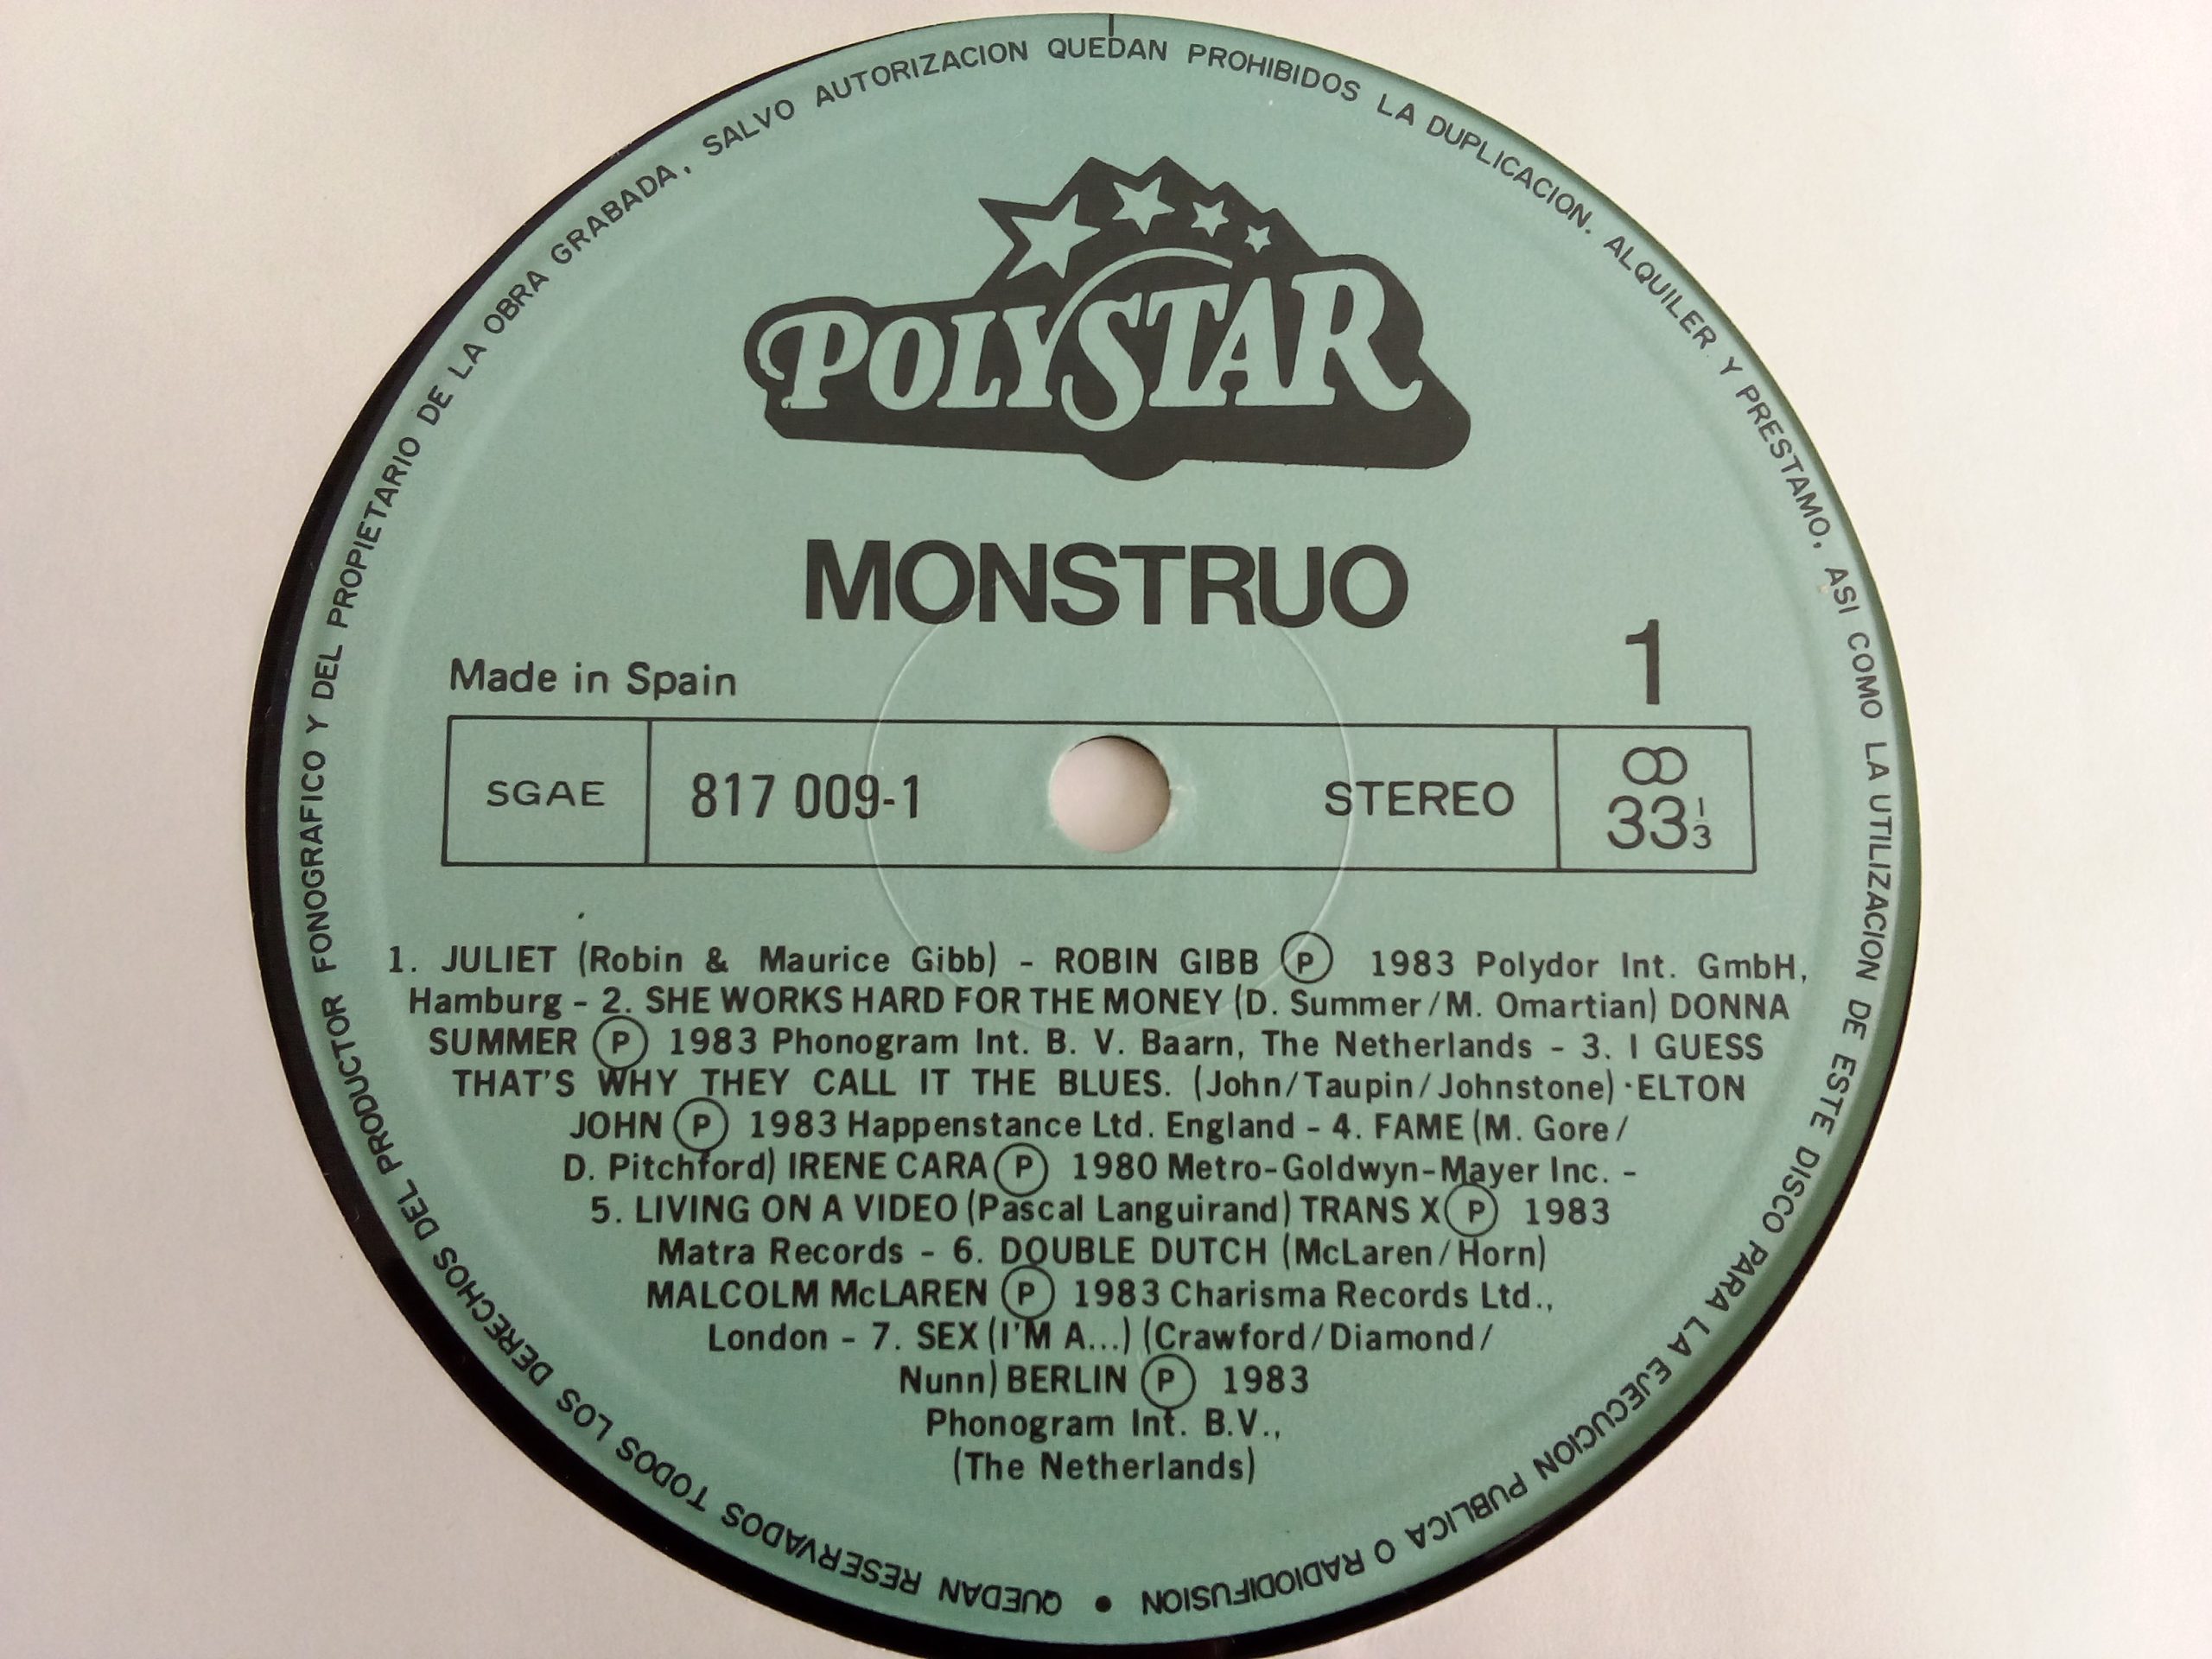 QUEDAN RESERVADOS TODOS LOS DERECHOS DEL PRODUCTOR FONOGRAFICO Y DEL PROPIETARIO DE LA OBRA GRABADA, SALVO AUTORIZACION QUEDAN PROHIBIDOS LA DUPLICACION. ALQUILER Y PRESTAMO, ASI COMO LA UTILIZACION DE ESTE DISCO PARA LA EJECUCION PUBLICA O RADIODIFUSION •
POLYSTAR
MONSTRUO
1
Made in Spain
SGAE 817 009-1 STEREO 33 1/3
1. JULIET (Robin & Maurice Gibb) - ROBIN GIBB Ⓟ 1983 Polydor Int. GmbH,
Hamburg - 2. SHE WORKS HARD FOR THE MONEY (D. Summer/M. Omartian) DONNA
SUMMER Ⓟ 1983 Phonogram Int. B. V. Baarn, The Netherlands - 3. I GUESS
THAT'S WHY THEY CALL IT THE BLUES. (John/Taupin/Johnstone) · ELTON
JOHN Ⓟ 1983 Happenstance Ltd. England - 4. FAME (M. Gore/
D. Pitchford) IRENE CARA Ⓟ 1980 Metro-Goldwyn-Mayer Inc. -
5. LIVING ON A VIDEO (Pascal Languirand) TRANS X Ⓟ 1983
Matra Records - 6. DOUBLE DUTCH (McLaren/Horn)
MALCOLM McLAREN Ⓟ 1983 Charisma Records Ltd.,
London - 7. SEX (I'M A...) (Crawford/Diamond/
Nunn) BERLIN Ⓟ 1983
Phonogram Int. B.V.,
(The Netherlands)